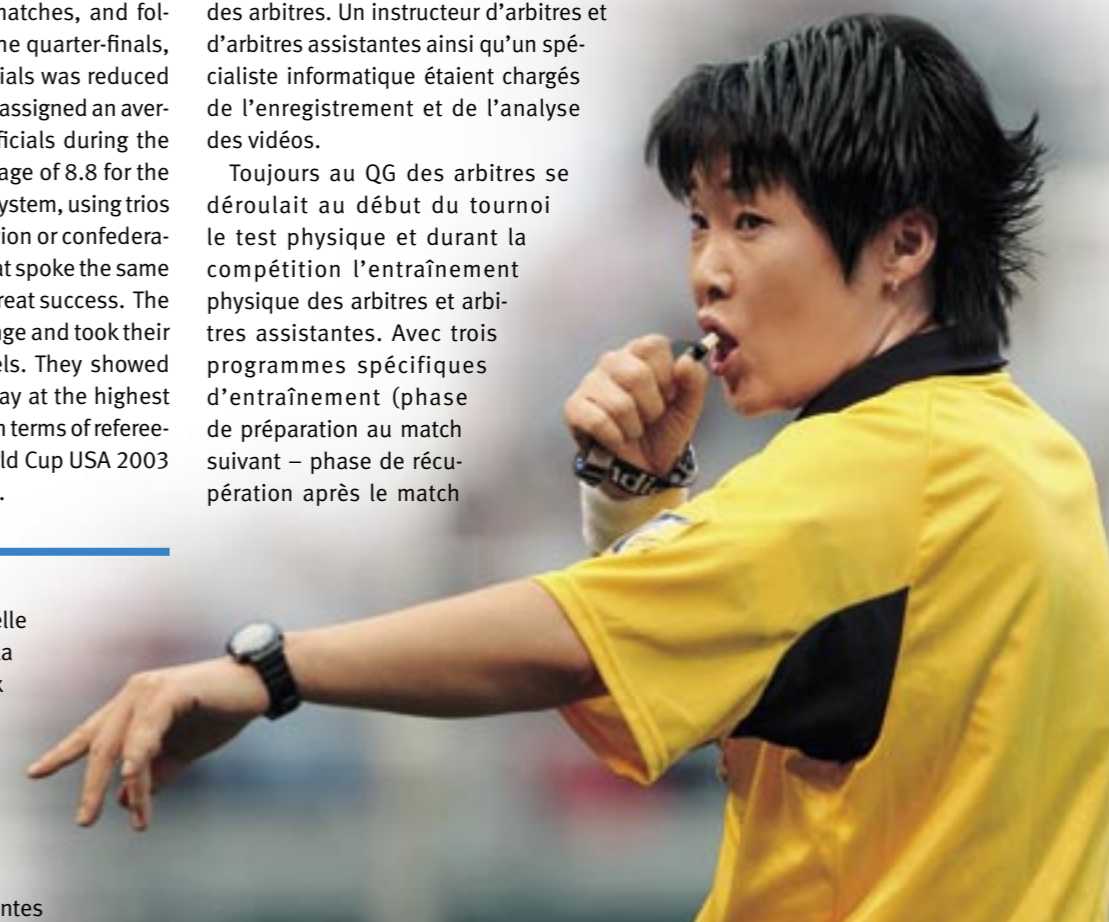 matches, and fol-
he quarter-finals,
ials was reduced
assigned an aver-
ficials during the
age of 8.8 for the
ystem, using trios
ion or confedera-
at spoke the same
reat success. The
ge and took their
els. They showed
ay at the highest
n terms of referee-
ld Cup USA 2003
.
elle
a
x
ntes
des arbitres. Un instructeur d’arbitres et
d’arbitres assistantes ainsi qu’un spé-
cialiste informatique étaient chargés
de l’enregistrement et de l’analyse
des vidéos.
Toujours au QG des arbitres se
déroulait au début du tournoi
le test physique et durant la
compétition l’entraînement
physique des arbitres et arbi-
tres assistantes. Avec trois
programmes spécifiques
d’entraînement (phase
de préparation au match
suivant – phase de récu-
pération après le match
adi